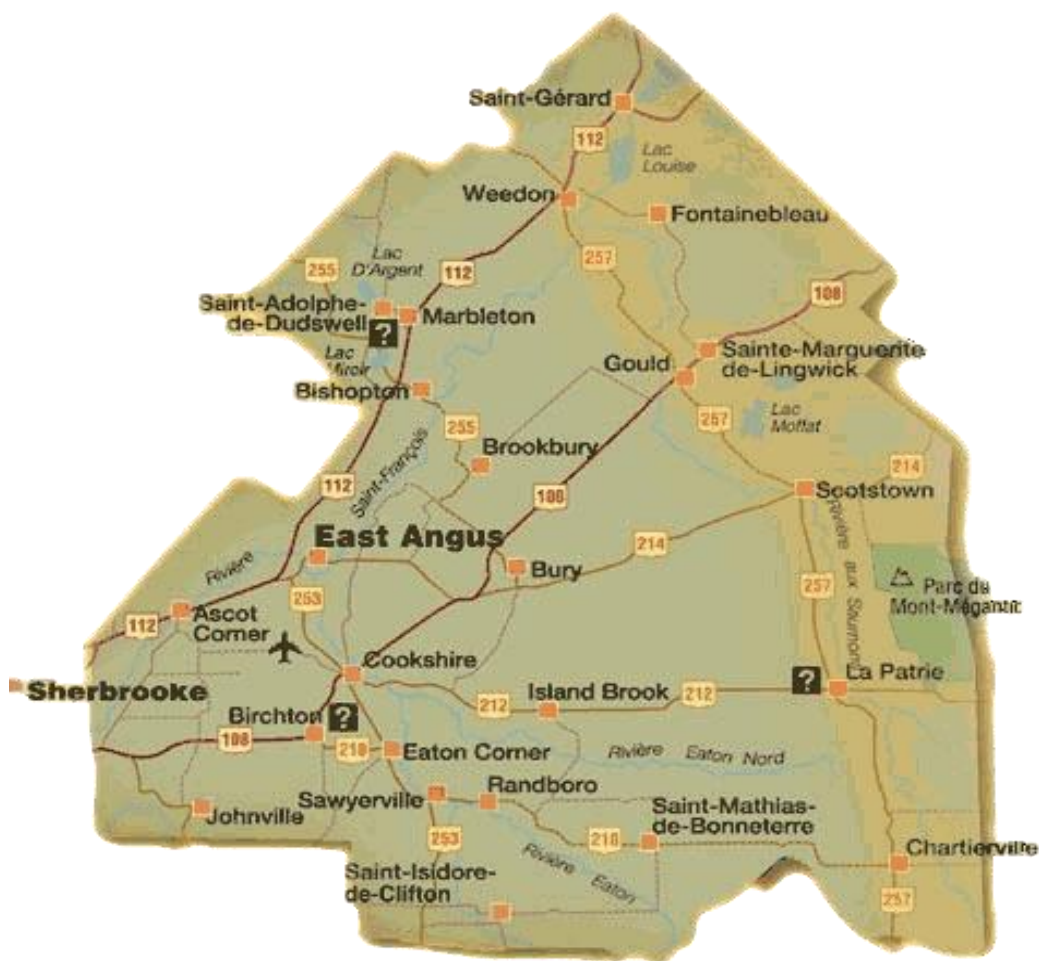 Saint-Gérard
112
112
Lac
Louise
Weedon
Fontainebleau
257
Lac
D'Argent
255
112
108
Saint-Adolphe-
de-Dudswell
?
Marbleton
Lac
Miroir
Sainte-Marguerite
de-Lingwick
Gould
Bishopton
257
Lac
Moffat
255
Saint-François
Brookbury
214
112
108
Scotstown
East Angus
214
Rivière
Bury
Rivière aux Saumons
257
Parc du
Mont-Mégantic
253
Ascot
Corner
112
Cookshire
Sherbrooke
?
La Patrie
Island Brook
212
212
Birchton
?
108
210
Eaton Corner
Rivière Eaton Nord
Sawyerville
Randboro
Johnville
Saint-Mathias-
de-Bonneterre
253
210
Chartierville
Saint-Isidore-
de-Clifton
Rivière Eaton
257